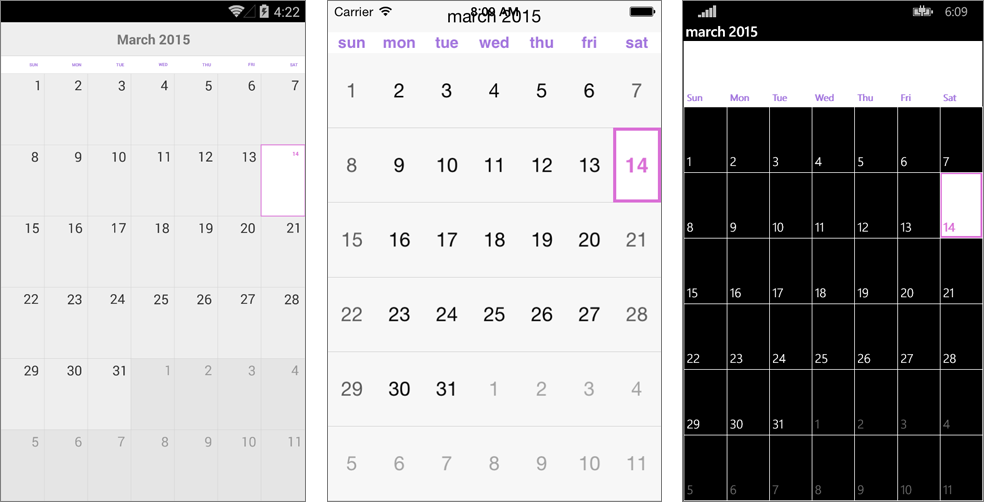 4:22
March 2015
SUN MON TUE WED THU FRI SAT
1 2 3 4 5 6 7
8 9 10 11 12 13 14
15 16 17 18 19 20 21
22 23 24 25 26 27 28
29 30 31 1 2 3 4
5 6 7 8 9 10 11
Carrier 8:09 AM
march 2015
sun mon tue wed thu fri sat
1 2 3 4 5 6 7
8 9 10 11 12 13 14
15 16 17 18 19 20 21
22 23 24 25 26 27 28
29 30 31 1 2 3 4
5 6 7 8 9 10 11
6:09
march 2015
Sun Mon Tue Wed Thu Fri Sat
1 2 3 4 5 6 7
8 9 10 11 12 13 14
15 16 17 18 19 20 21
22 23 24 25 26 27 28
29 30 31 1 2 3 4
5 6 7 8 9 10 11